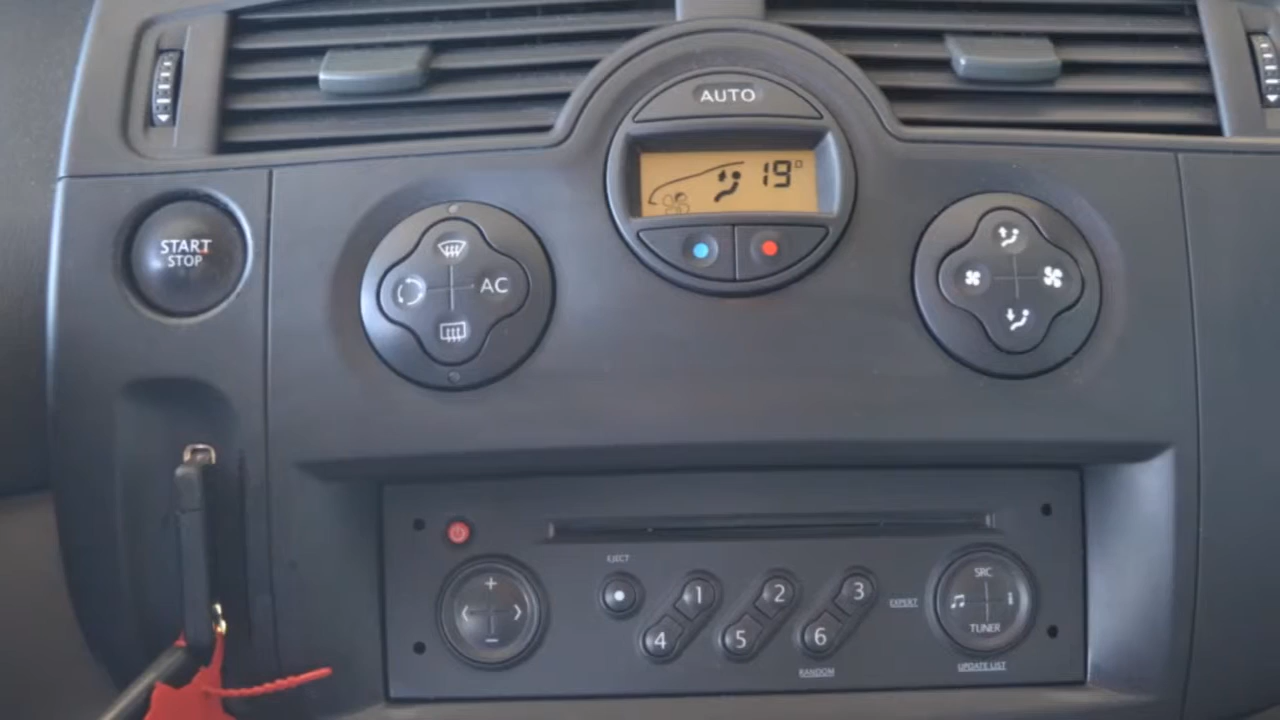 AUTO
19°
START
STOP
AC
EJECT
1
2
3
4
5
6
EXPERT
RANDOM
+
−
SRC
i
TUNER
UPDATE LIST